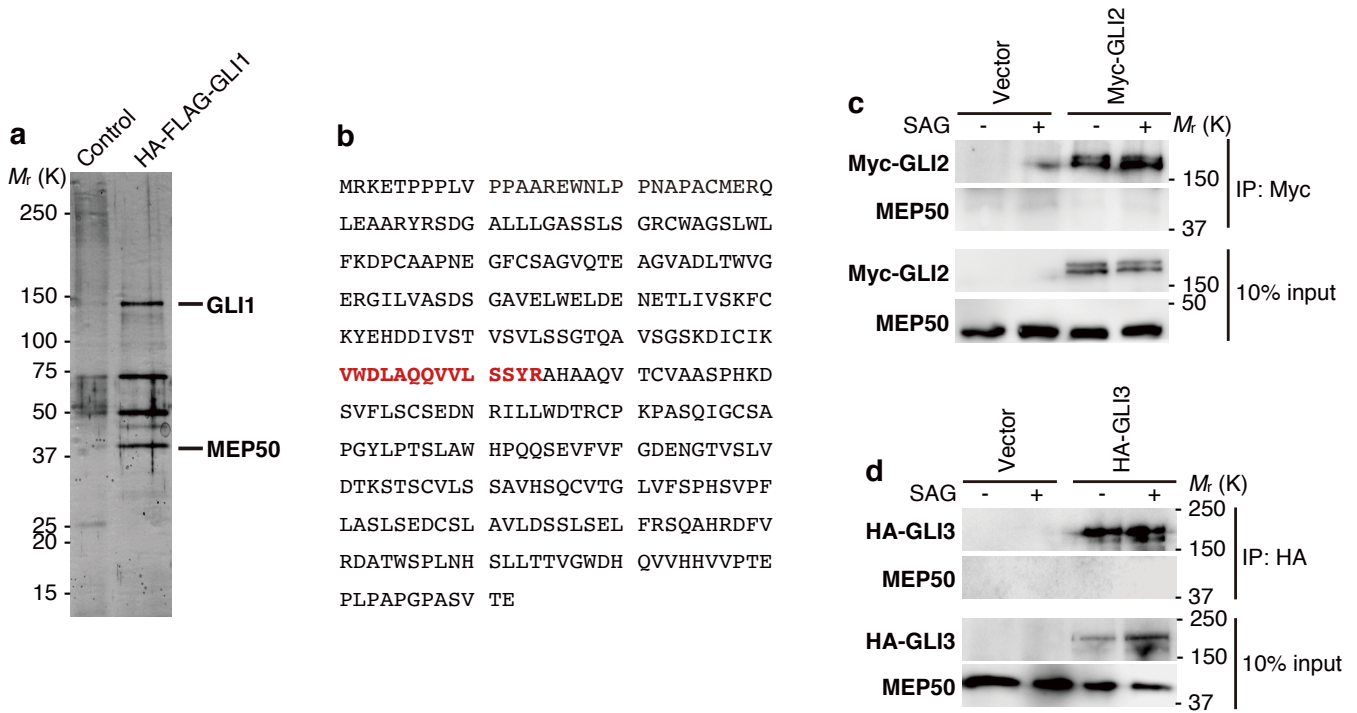 a
Control
HA-FLAG-GLI1
Mr (K)
250
150
100
75
50
37
25
20
15
GLI1
MEP50
b
MRKETPPPLV PPAAREWNLP PNAPACMERQ
LEAARYRSDG ALLLGASSLS GRCWAGSLWL
FKDPCAAPNE GFCSAGVQTE AGVADLTWVG
ERGILVASDS GAVELWELDE NETLIVSKFC
KYEHDDIVST VSVLSSGTQA VSGSKDICIK
VWDLAQQVVL SSYRAHAAQV TCVAASPHKD
SVFLSCSEDN RILLWDTRCP KPASQIGCSA
PGYLPTSLAW HPQQSEVFVF GDENGTVSLV
DTKSTSCVLS SAVHSQCVTG LVFSPHSVPF
LASLSEDCSL AVLDSSLSEL FRSQAHRDFV
RDATWSPLNH SLLTTVGWDH QVVHHVVPTE
PLPAPGPASV TE
c
Vector
Myc-GLI2
SAG - + - + Mr (K)
Myc-GLI2
- 150
MEP50
- 37
IP: Myc
Myc-GLI2
- 150
- 50
MEP50
10% input
d
Vector
HA-GLI3
SAG - + - + Mr (K)
- 250
HA-GLI3
- 150
MEP50
- 37
IP: HA
- 250
HA-GLI3
- 150
MEP50
- 37
10% input